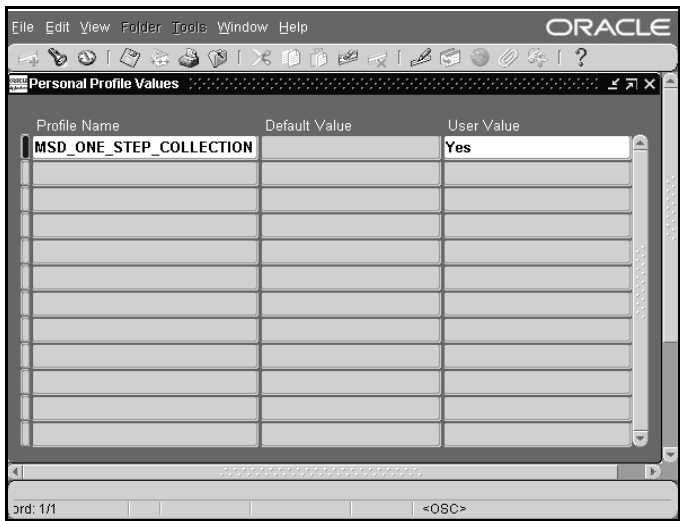 File Edit View Folder Tools Window Help
ORACLE
Personal Profile Values
Profile Name Default Value User Value
MSD_ONE_STEP_COLLECTION Yes
ord: 1/1 <OSC>